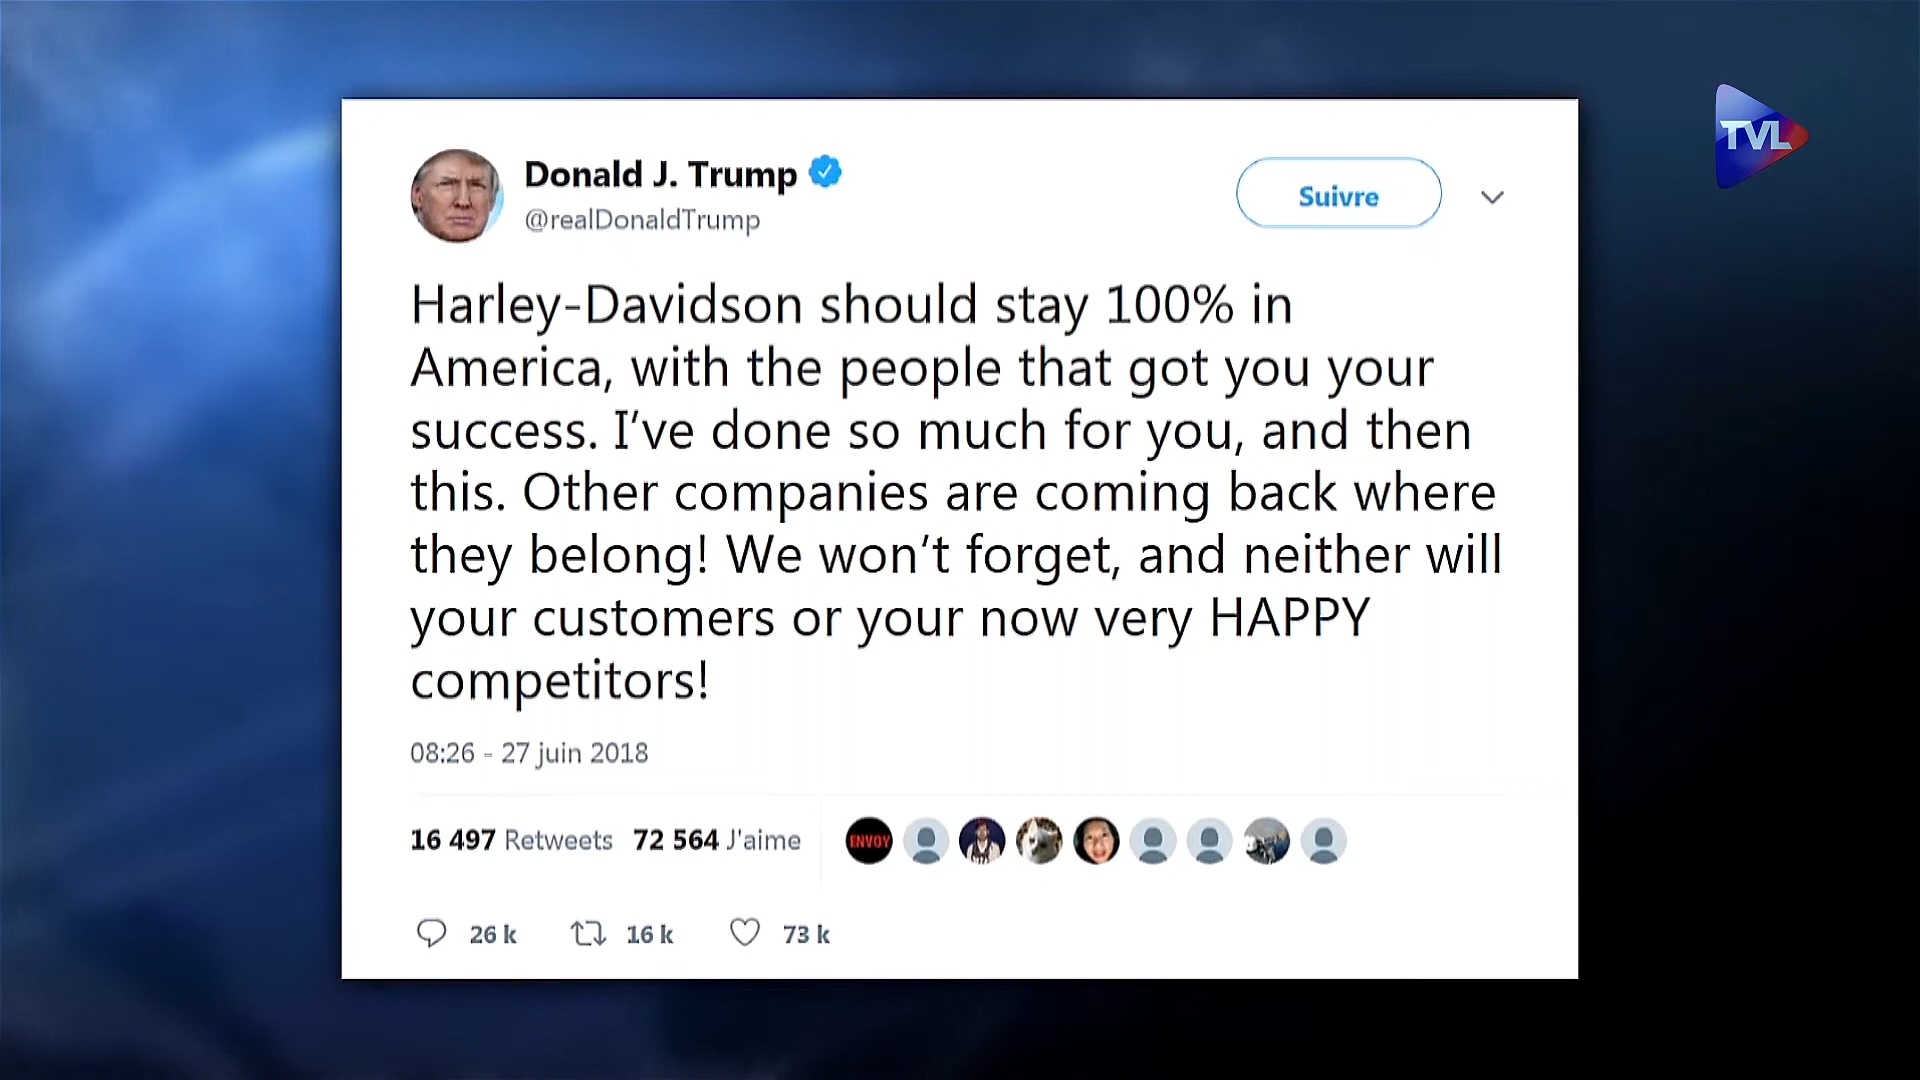 TVL
Donald J. Trump
@realDonaldTrump
Suivre
Harley-Davidson should stay 100% in
America, with the people that got you your
success. I’ve done so much for you, and then
this. Other companies are coming back where
they belong! We won’t forget, and neither will
your customers or your now very HAPPY
competitors!
08:26 - 27 juin 2018
16 497 Retweets 72 564 J'aime
ENVOY
26 k 16 k 73 k